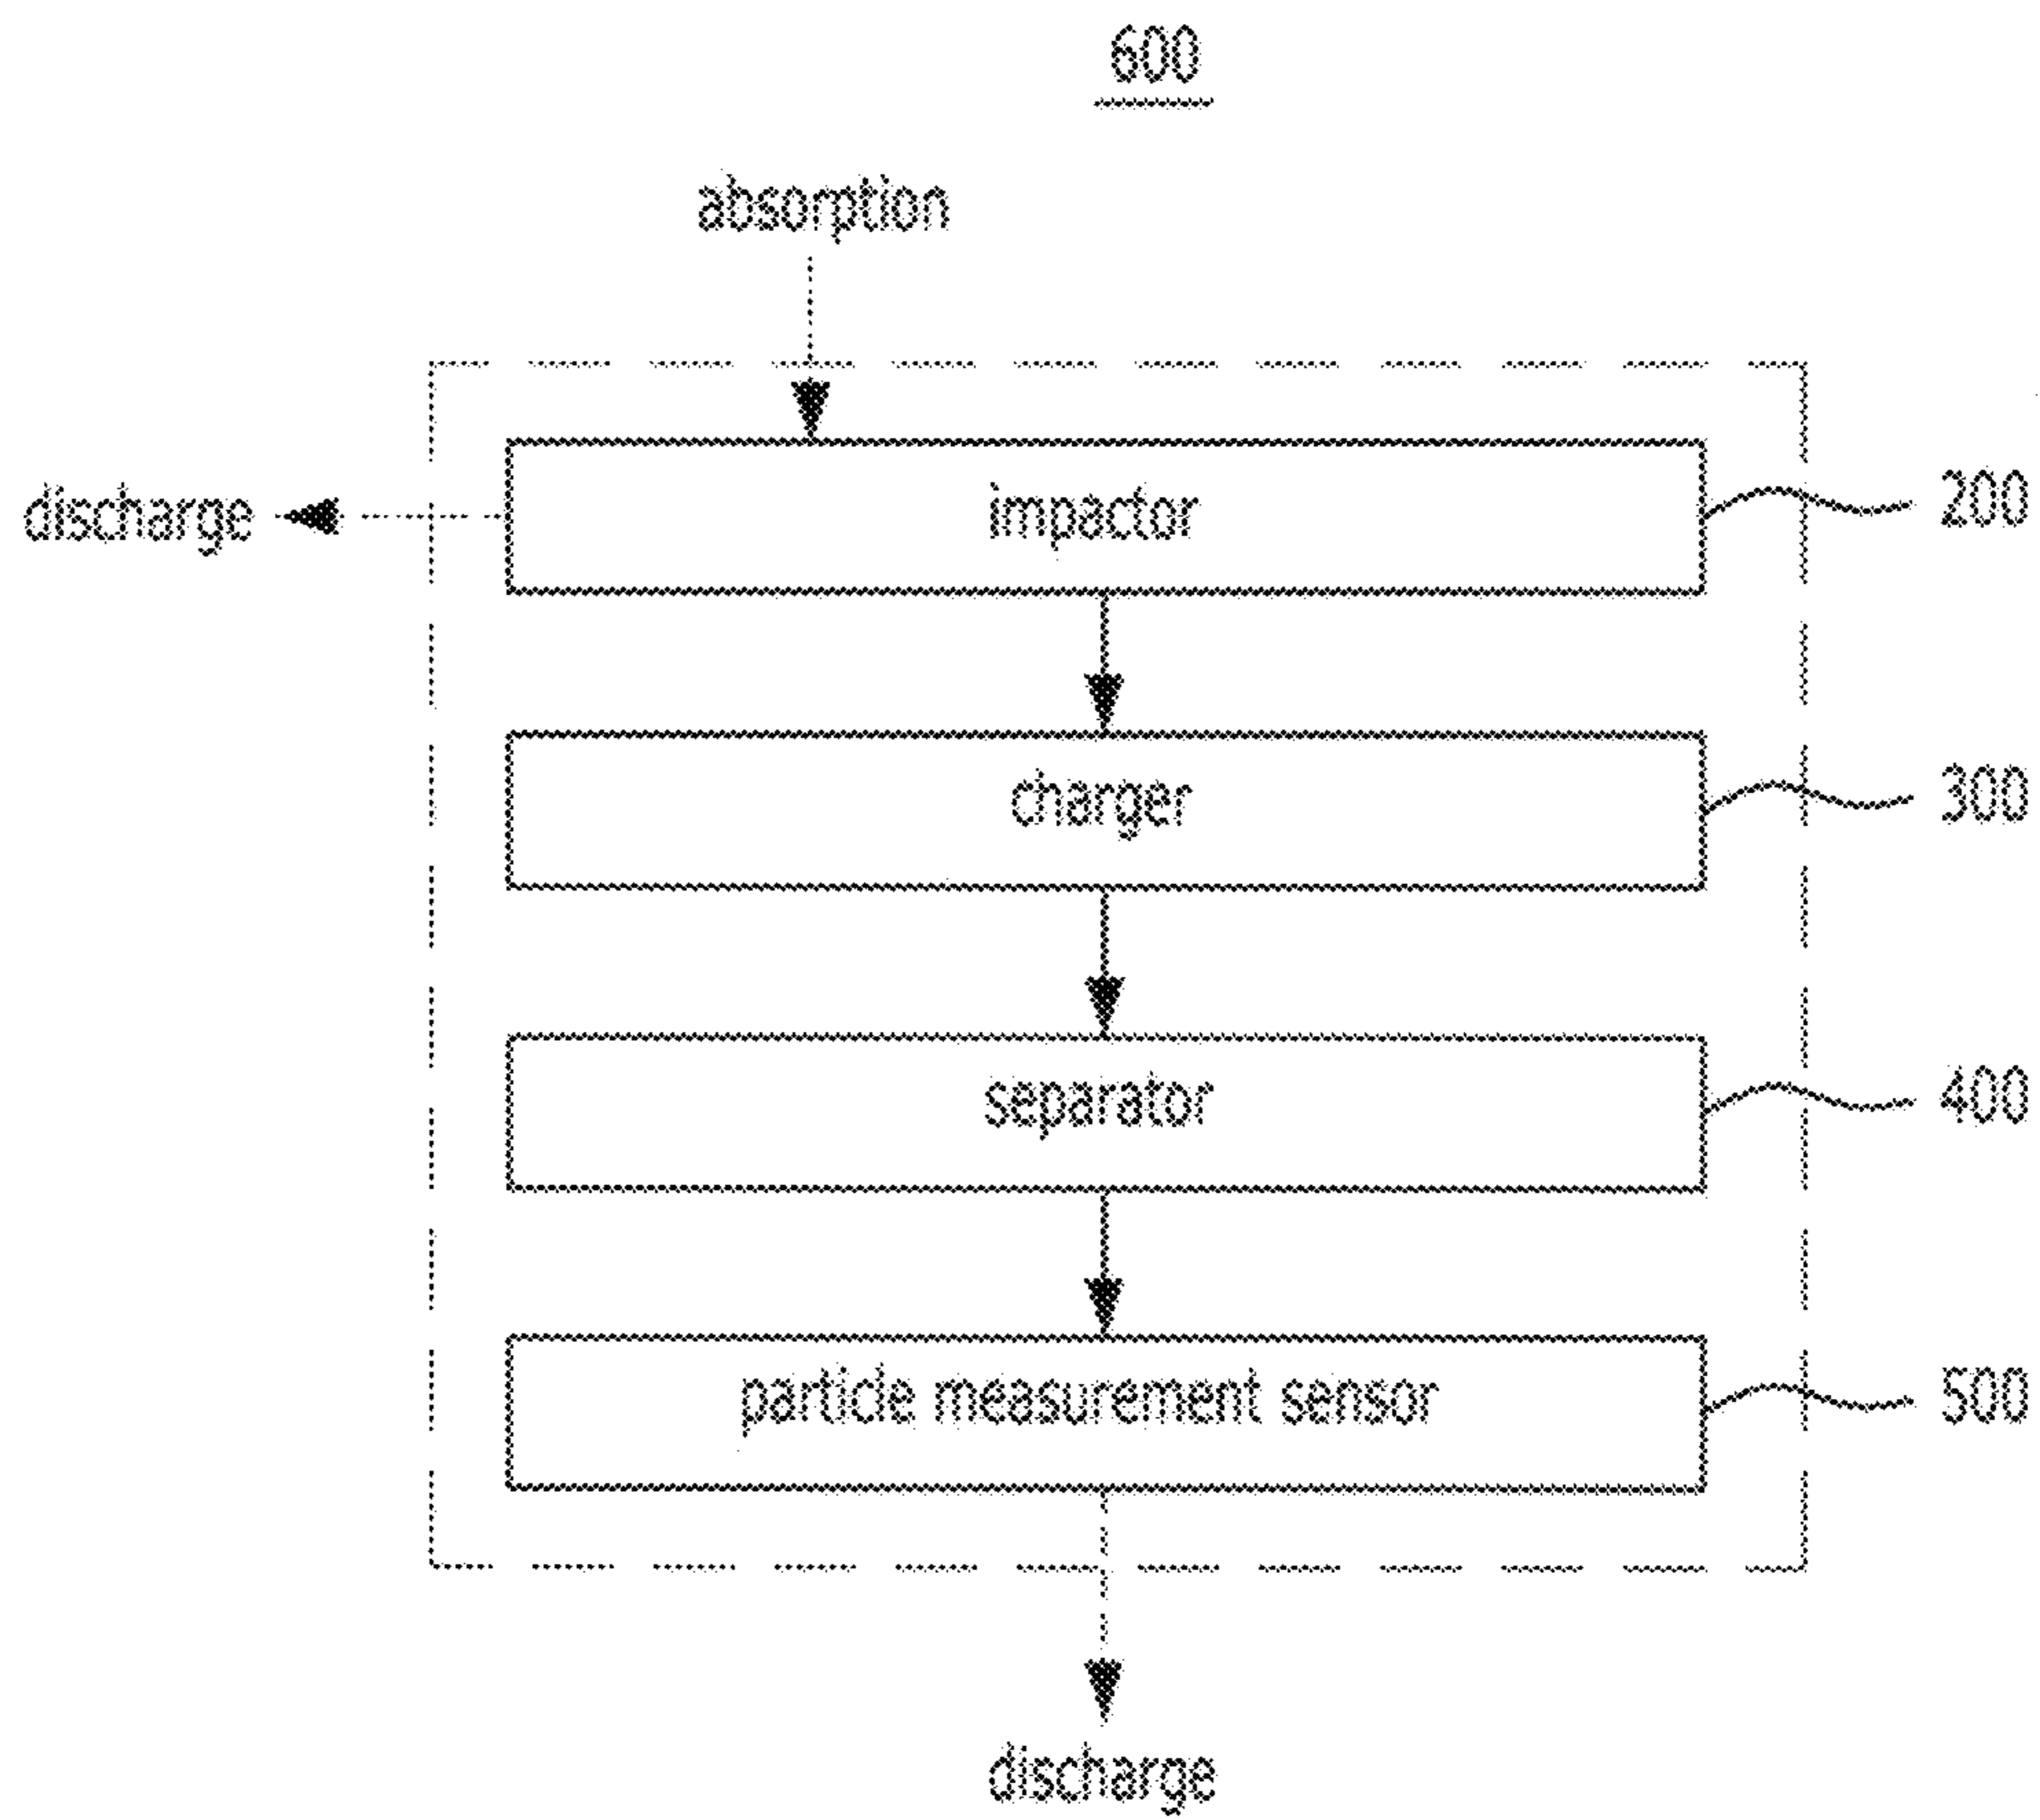 600
absorption
discharge
impactor
200
charger
300
separator
400
particle measurement sensor
500
discharge